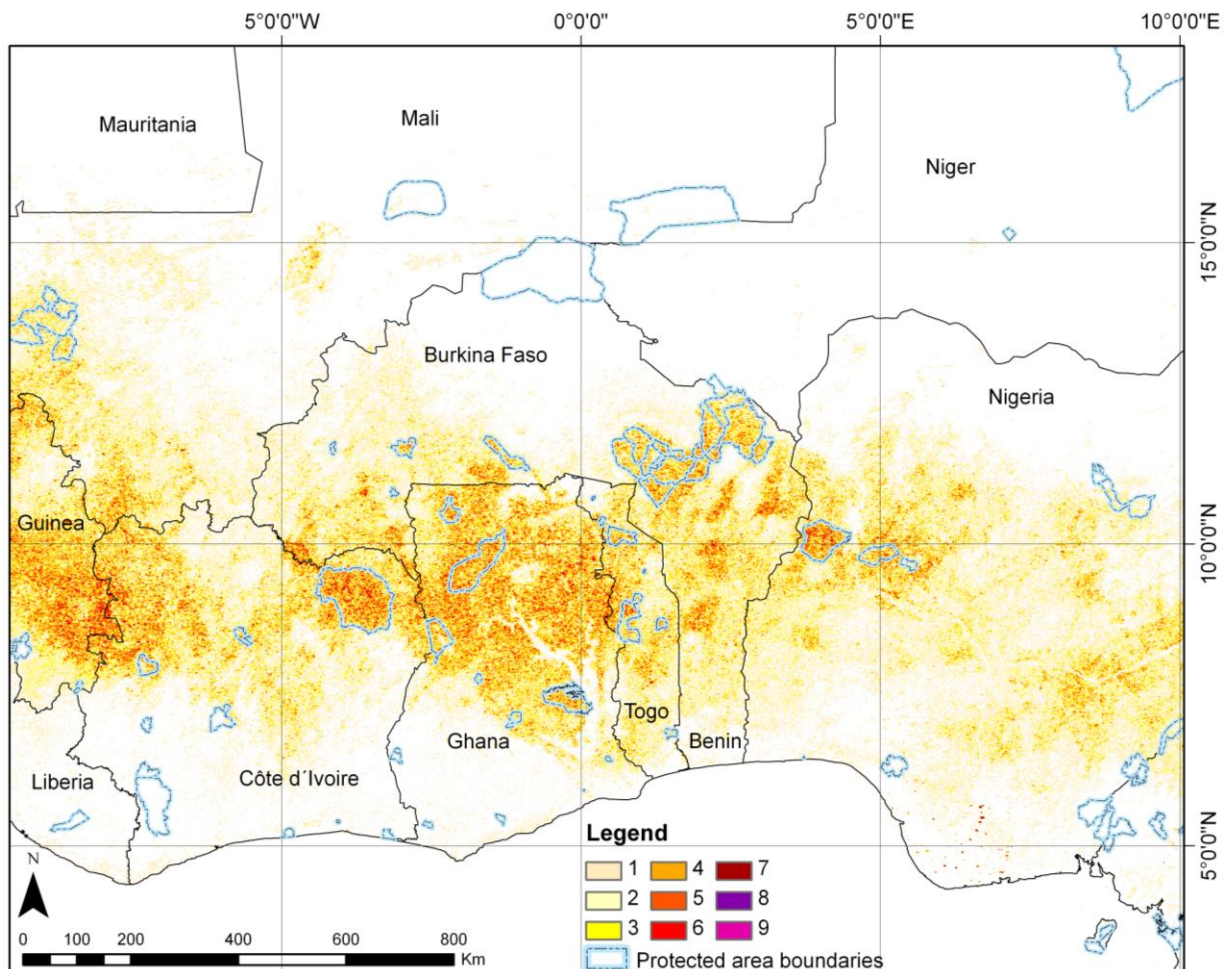 5°0'0"W 0°0'0" 5°0'0"E 10°0'0"E
Mauritania
Mali
Niger
15°0'0"N
Burkina Faso
Nigeria
Guinea
10°0'0"N
Togo
Benin
Ghana
Côte d´Ivoire
Liberia
5°0'0"N
Legend
1 4 7
2 5 8
3 6 9
Protected area boundaries
N
0 100 200 400 600 800
Km